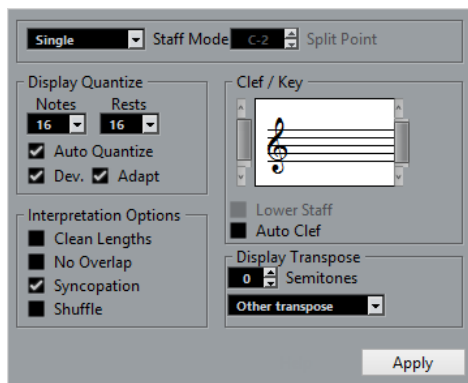 Single Staff Mode C-2 Split Point
Display Quantize
Notes Rests
16 16
Auto Quantize
Dev. Adapt
Interpretation Options
Clean Lengths
No Overlap
Syncopation
Shuffle
Clef / Key
Lower Staff
Auto Clef
Display Transpose
0 Semitones
Other transpose
Apply